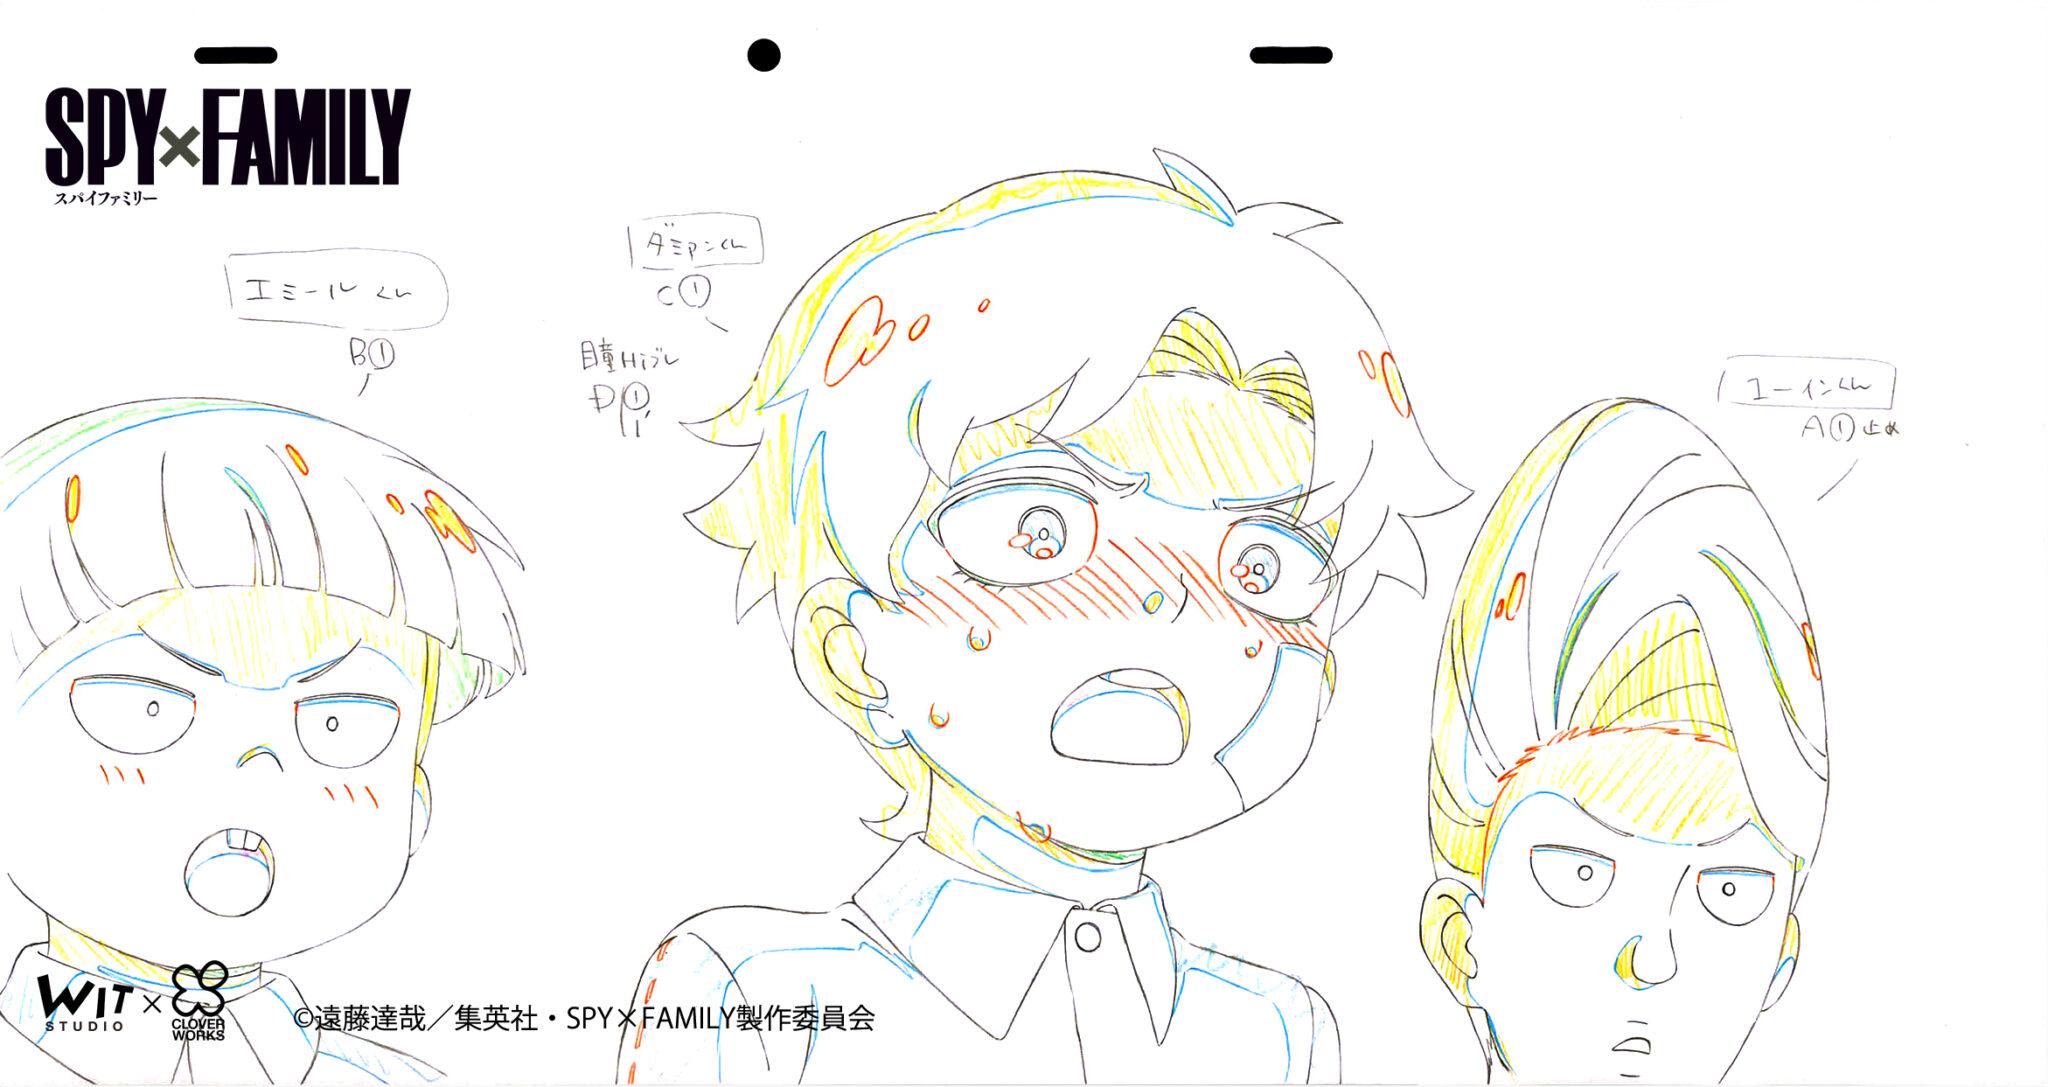 SPY×FAMILY
スパイファミリー
エミールくん
B①
ダミアンくん
C①
目瞳Hiブレ
D①
ユーインくん
A①止め
WIT STUDIO × CLOVER WORKS
©遠藤達哉／集英社・SPY×FAMILY製作委員会